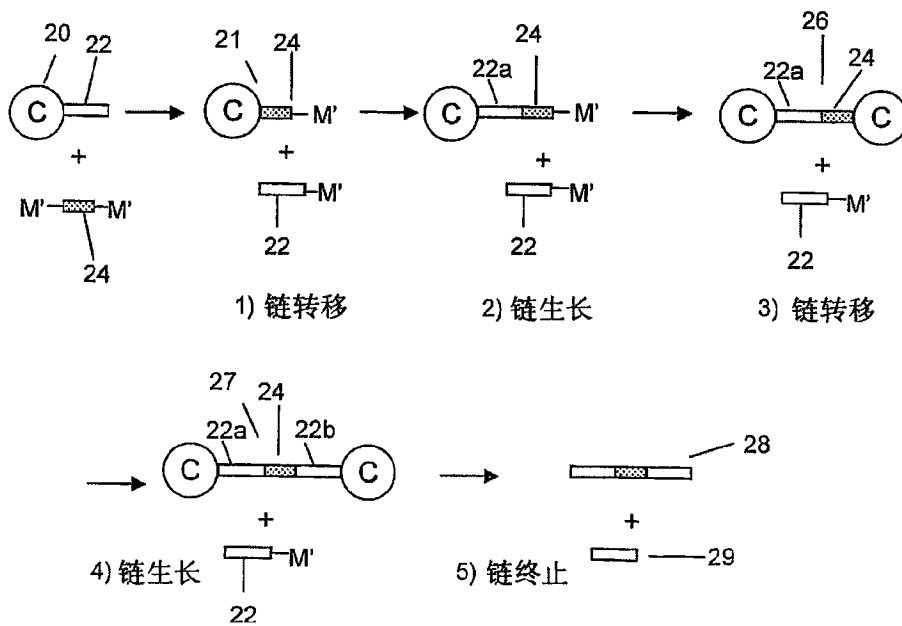 20 22 21 24 24 26
22a 22a 24
C C M' C M' C C
+ + + +
M' M' M' M' M'
24 22 22 22
1) 链转移 2) 链生长 3) 链转移
27 24
22a 22b 28
C C
+ +
M' 29
4) 链生长 5) 链终止
22